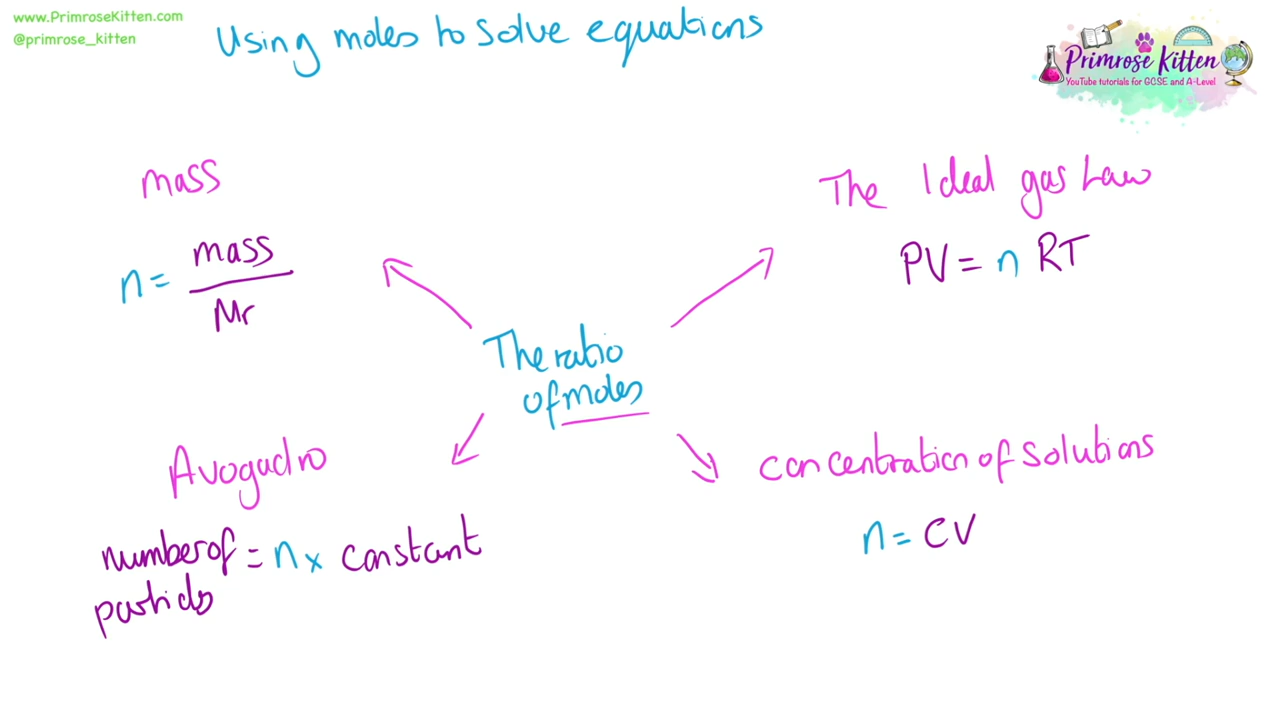 www.PrimroseKitten.com
@primrose_kitten
Using moles to solve equations
Primrose Kitten
YouTube tutorials for GCSE and A-Level
mass
n = mass
Mr
The Ideal gas Law
PV = n RT
The ratio
of moles
Avogadro
number of = n x constant
particles
concentration of solutions
n = CV